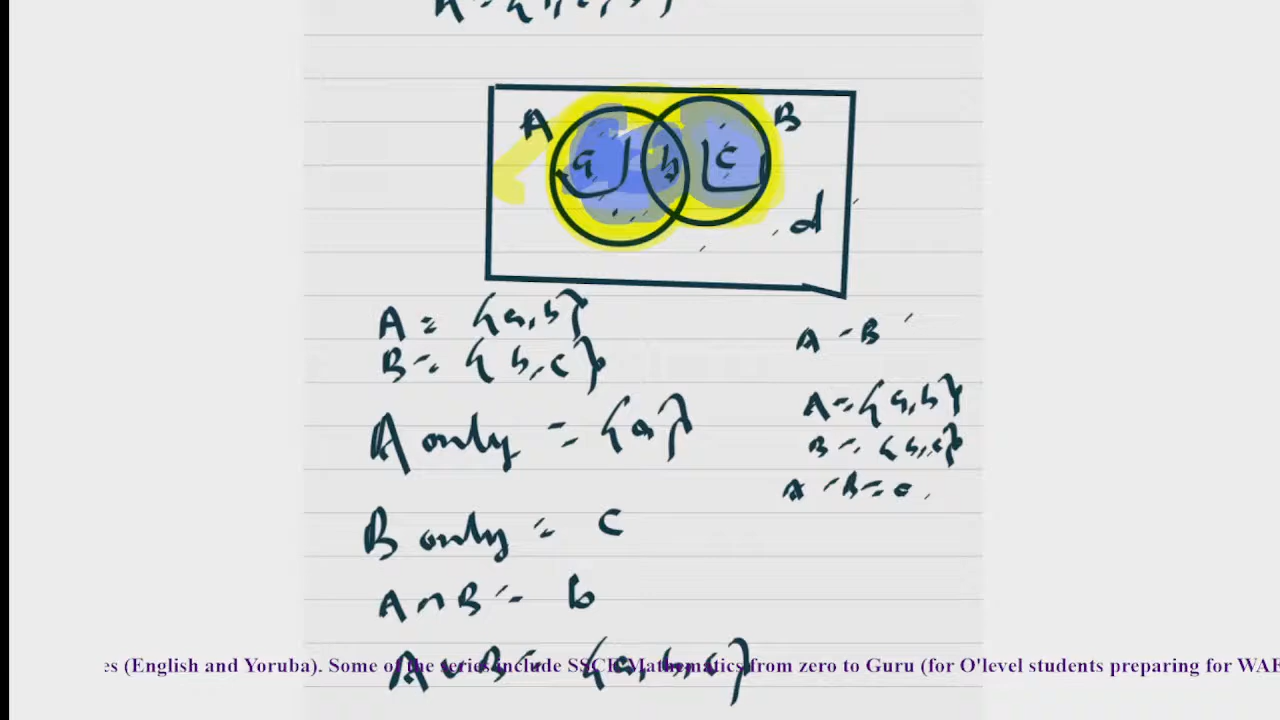 A B
a b c
d
A = {a, b}
B = {b, c}
A only = {a}
B only = c
A ∩ B = b
A ∪ B = {a, b, c}
A - B
A = {a, b}
B = {b, c}
A - B =
es (English and Yoruba). Some of the series include SSCE Mathematics from zero to Guru (for O'level students preparing for WAE